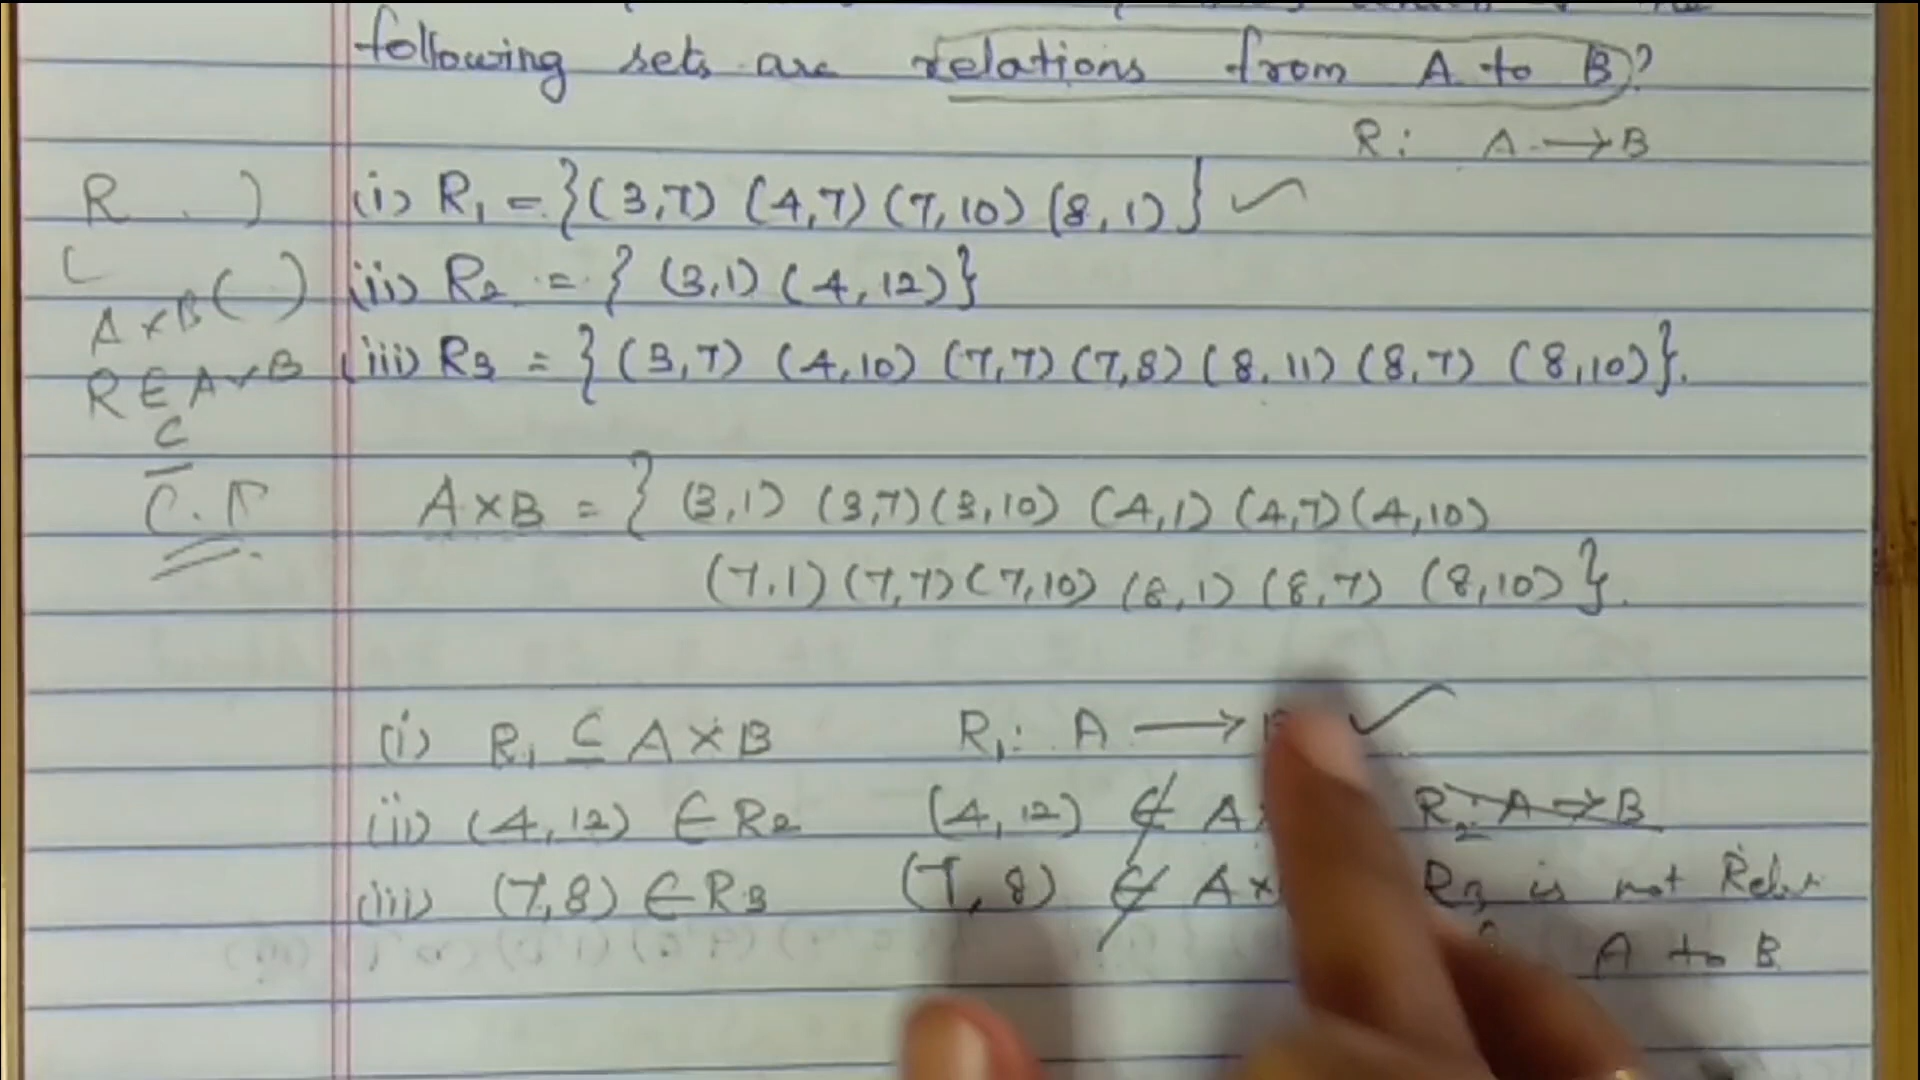 following sets are relations from A to B?
R: A → B
(i) R₁ = {(3,7) (4,7) (7,10) (8,1)} ✓
(ii) R₂ = { (3,1) (4,12)}
(iii) R3 = { (3,7) (4,10) (7,7) (7,8) (8,11) (8,7) (8,10)}.
R . )
(
A×B ( . )
R ∈ A×B
⊆
A×B = { (3,1) (3,7) (3,10) (4,1) (4,7) (4,10)
(7,1) (7,7) (7,10) (8,1) (8,7) (8,10)}.
(i) R₁ ⊆ A×B R₁: A → B ✓
(ii) (4,12) ∈ R₂ (4,12) ∉ A× R₂: A → B
(iii) (7,8) ∈ R3 (7,8) ∉ A× R3 is not
A to B